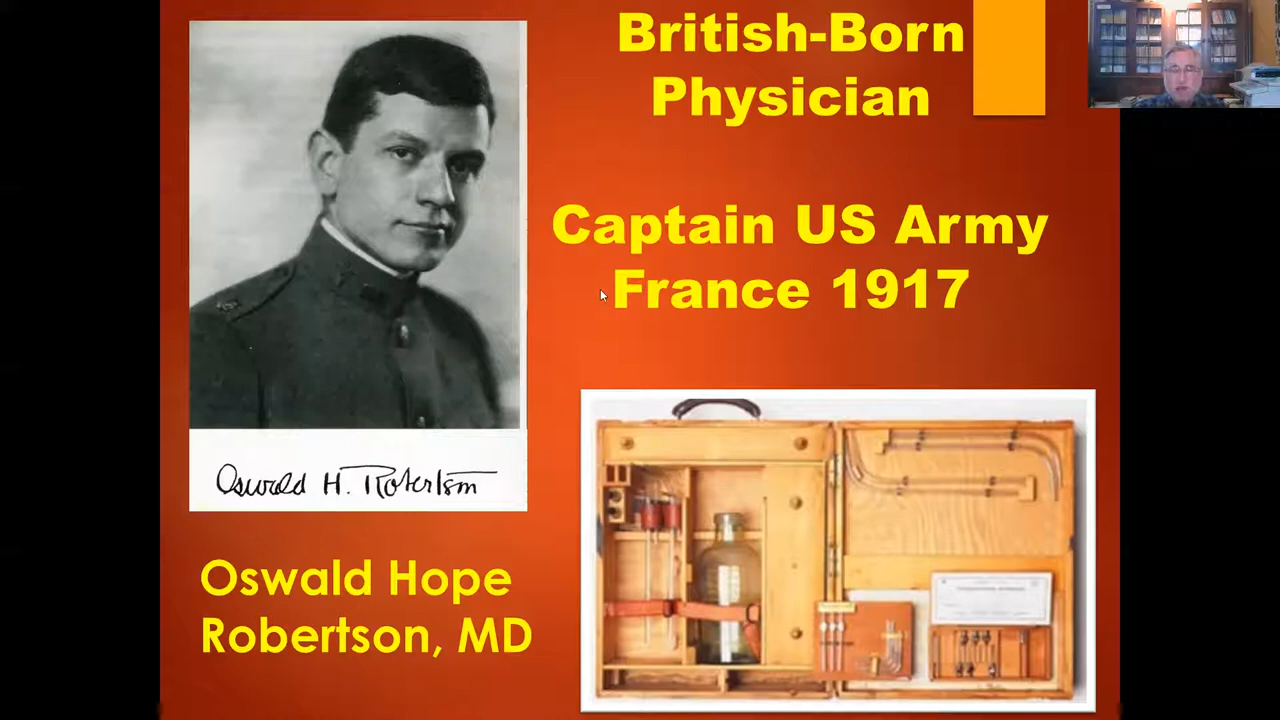 British-Born
Physician
Captain US Army
France 1917
Oswald H. Robertson
Oswald Hope
Robertson, MD